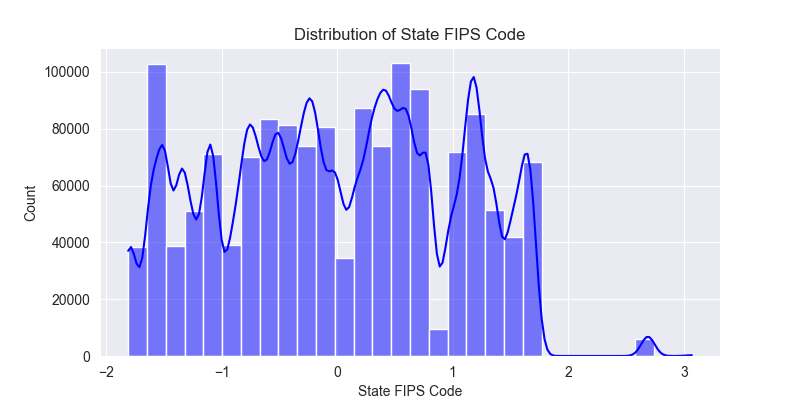 Distribution of State FIPS Code
100000
80000
60000
40000
20000
0
Count
−2 −1 0 1 2 3
State FIPS Code